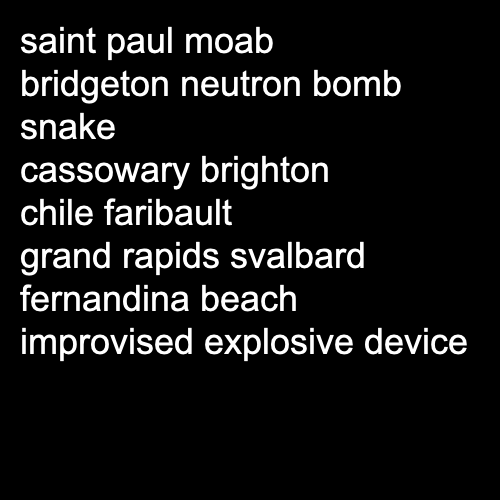 saint paul moab
bridgeton neutron bomb
snake
cassowary brighton
chile faribault
grand rapids svalbard
fernandina beach
improvised explosive device